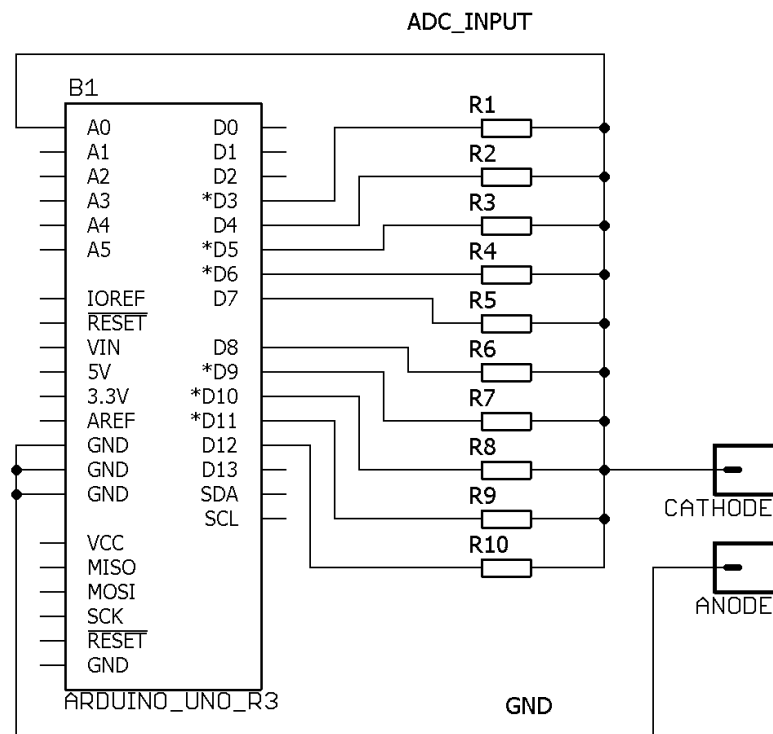 ADC_INPUT
B1
A0 D0
A1 D1
A2 D2
A3 *D3
A4 D4
A5 *D5
*D6
IOREF D7
RESET
VIN D8
5V *D9
3.3V *D10
AREF *D11
GND D12
GND D13
GND SDA
SCL
VCC
MISO
MOSI
SCK
RESET
GND
ARDUINO_UNO_R3
R1
R2
R3
R4
R5
R6
R7
R8
R9
R10
CATHODE
ANODE
GND